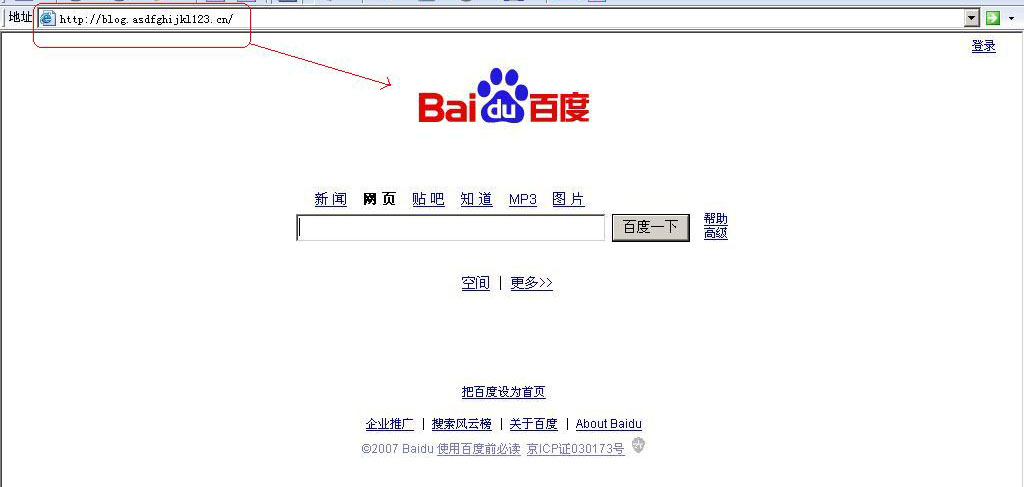 地址 http://blog.asdfghijkl123.cn/
登录
Baidu百度
新闻 网页 贴吧 知道 MP3 图片
百度一下 帮助
高级
空间 | 更多>>
把百度设为首页
企业推广 | 搜索风云榜 | 关于百度 | About Baidu
©2007 Baidu 使用百度前必读 京ICP证030173号